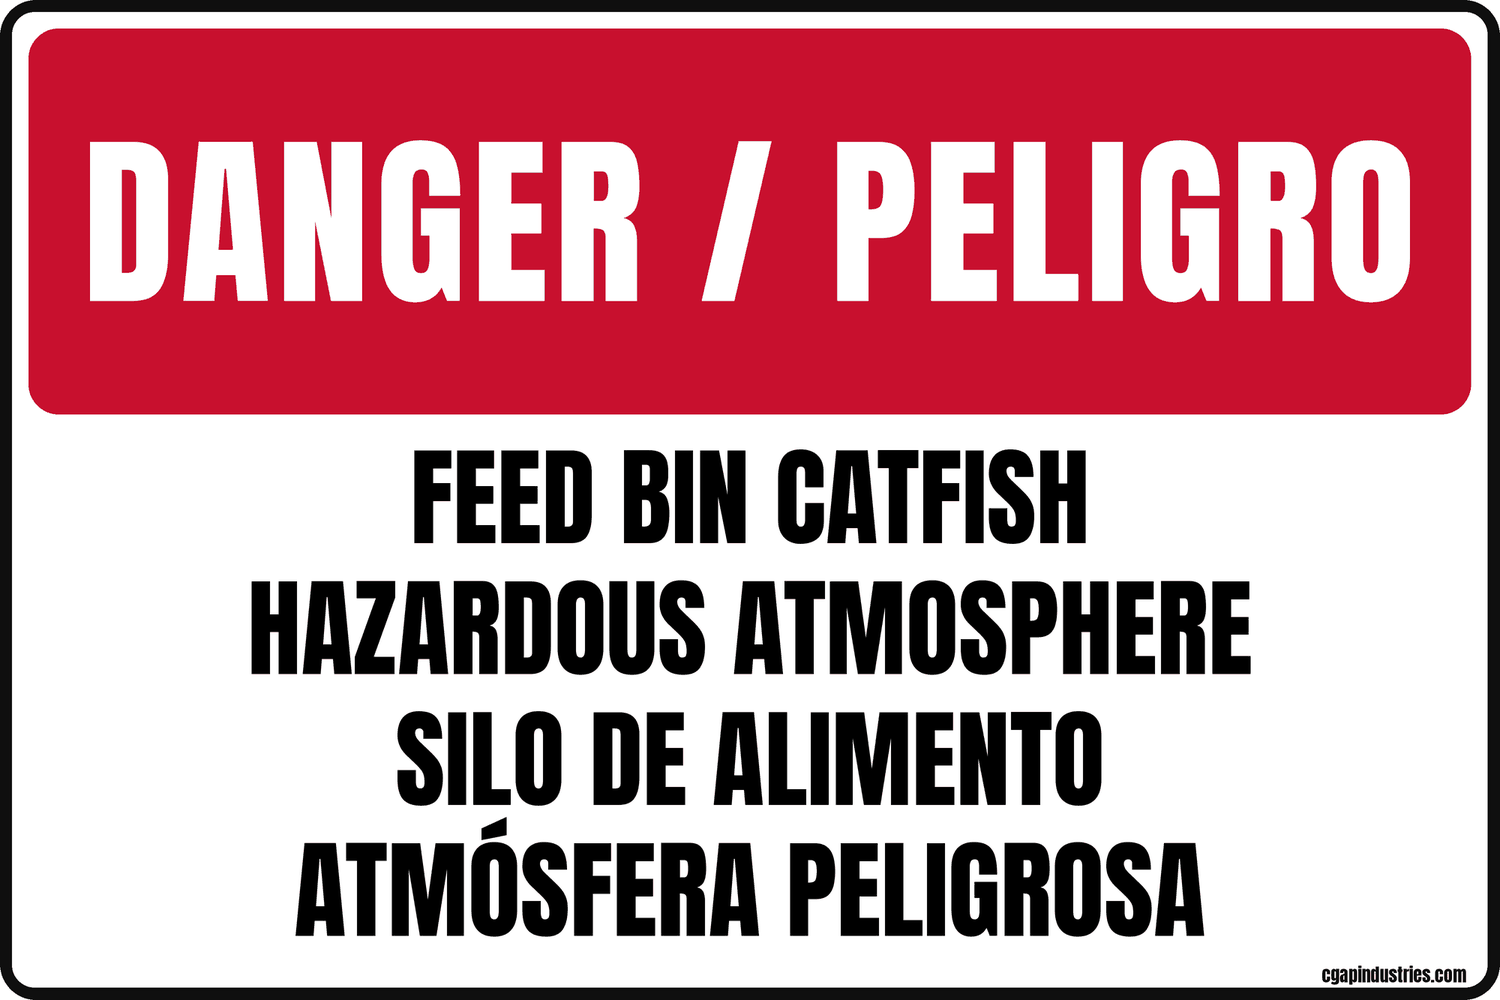 DANGER / PELIGRO
FEED BIN CATFISH
HAZARDOUS ATMOSPHERE
SILO DE ALIMENTO
ATMÓSFERA PELIGROSA
cgapindustries.com